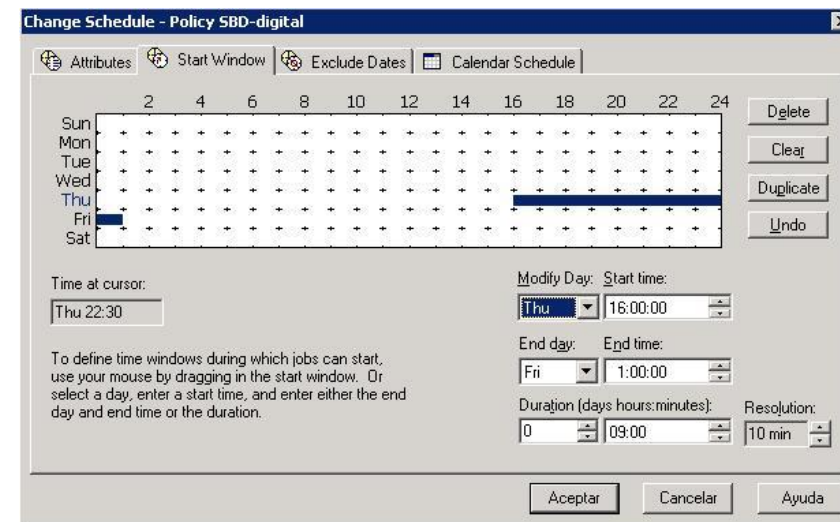 Change Schedule - Policy SBD-digital
Attributes Start Window Exclude Dates Calendar Schedule
2 4 6 8 10 12 14 16 18 20 22 24
Sun
Mon
Tue
Wed
Thu
Fri
Sat
Delete
Clear
Duplicate
Undo
Time at cursor:
Thu 22:30
To define time windows during which jobs can start,
use your mouse by dragging in the start window. Or
select a day, enter a start time, and enter either the end
day and end time or the duration.
Modify Day: Start time:
Thu 16:00:00
End day: End time:
Fri 1:00:00
Duration (days hours:minutes): Resolution:
0 09:00 10 min
Aceptar Cancelar Ayuda